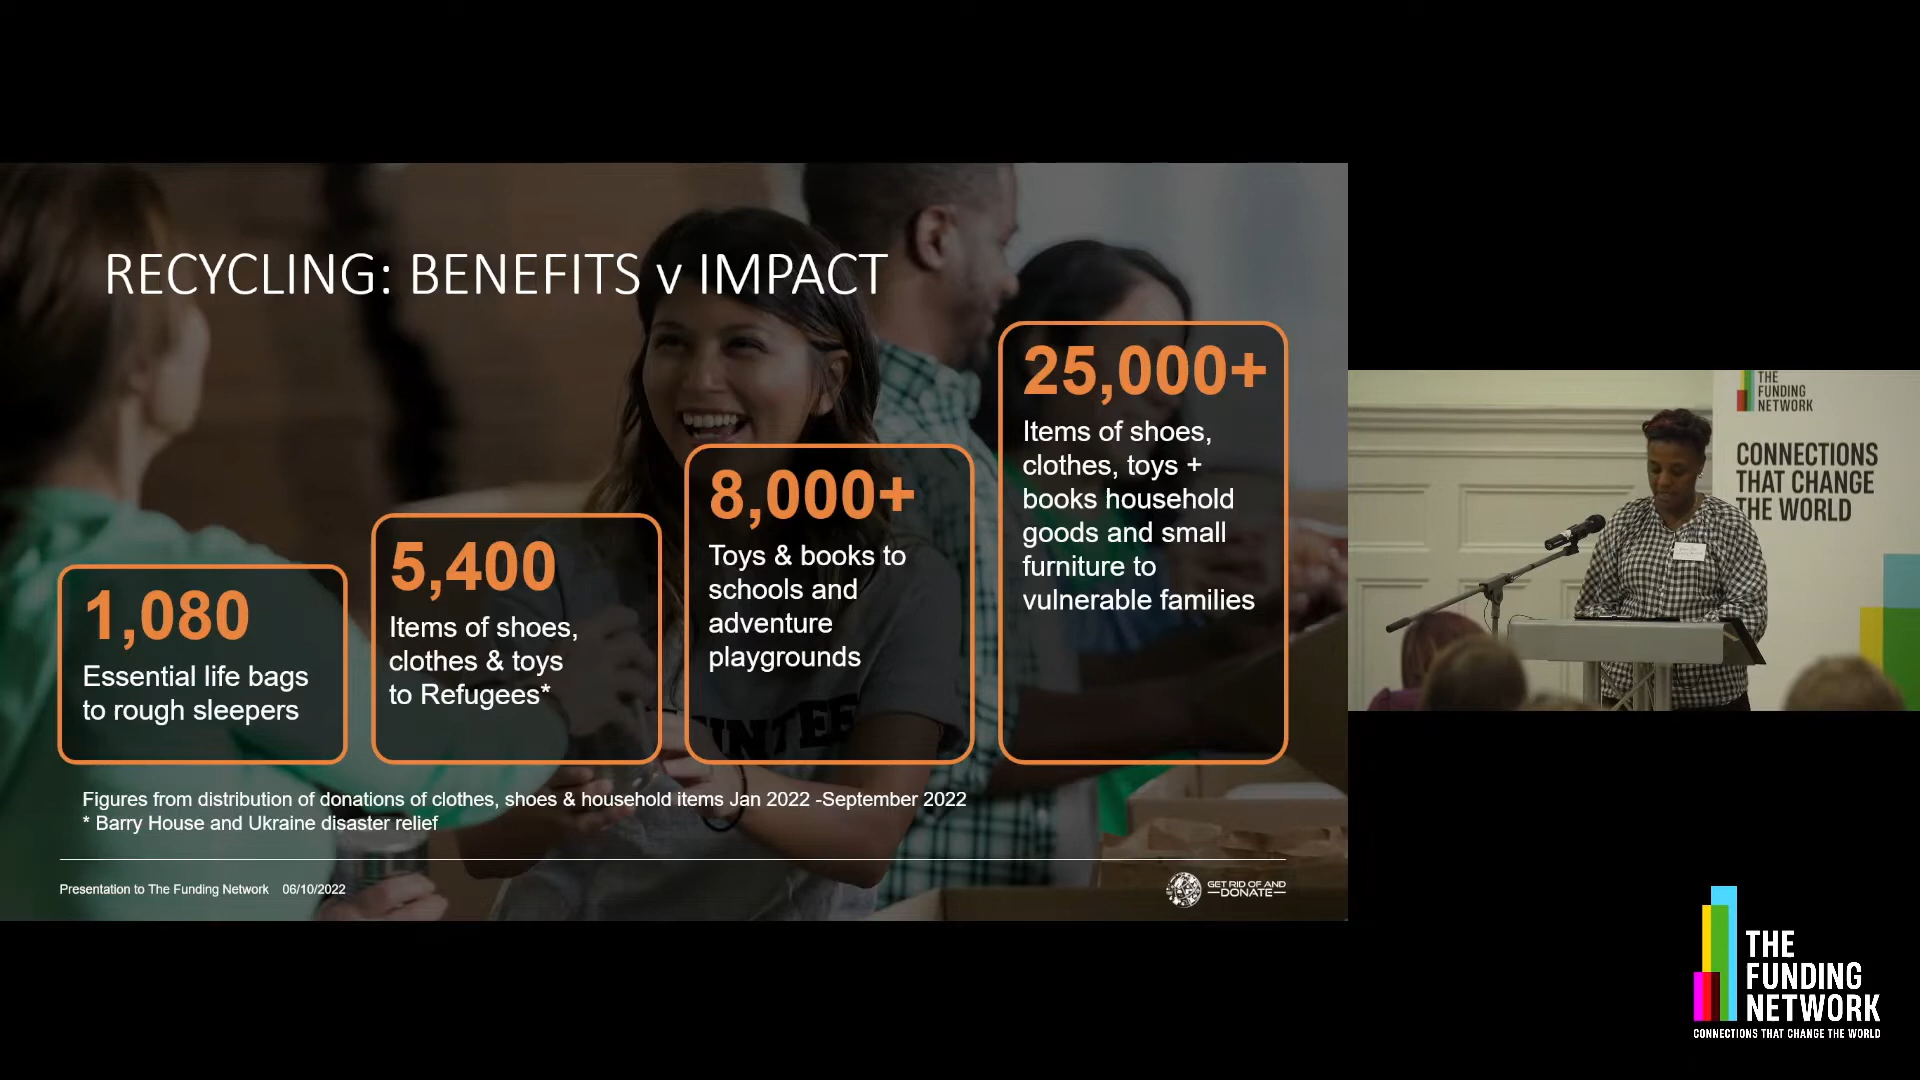 RECYCLING: BENEFITS v IMPACT
1,080
Essential life bags
to rough sleepers
5,400
Items of shoes,
clothes & toys
to Refugees*
8,000+
Toys & books to
schools and
adventure
playgrounds
25,000+
Items of shoes,
clothes, toys +
books household
goods and small
furniture to
vulnerable families
Figures from distribution of donations of clothes, shoes & household items Jan 2022 -September 2022
* Barry House and Ukraine disaster relief
Presentation to The Funding Network 06/10/2022
GET RID OF AND
DONATE
THE
FUNDING
NETWORK
CONNECTIONS
THAT CHANGE
THE WORLD
THE
FUNDING
NETWORK
CONNECTIONS THAT CHANGE THE WORLD